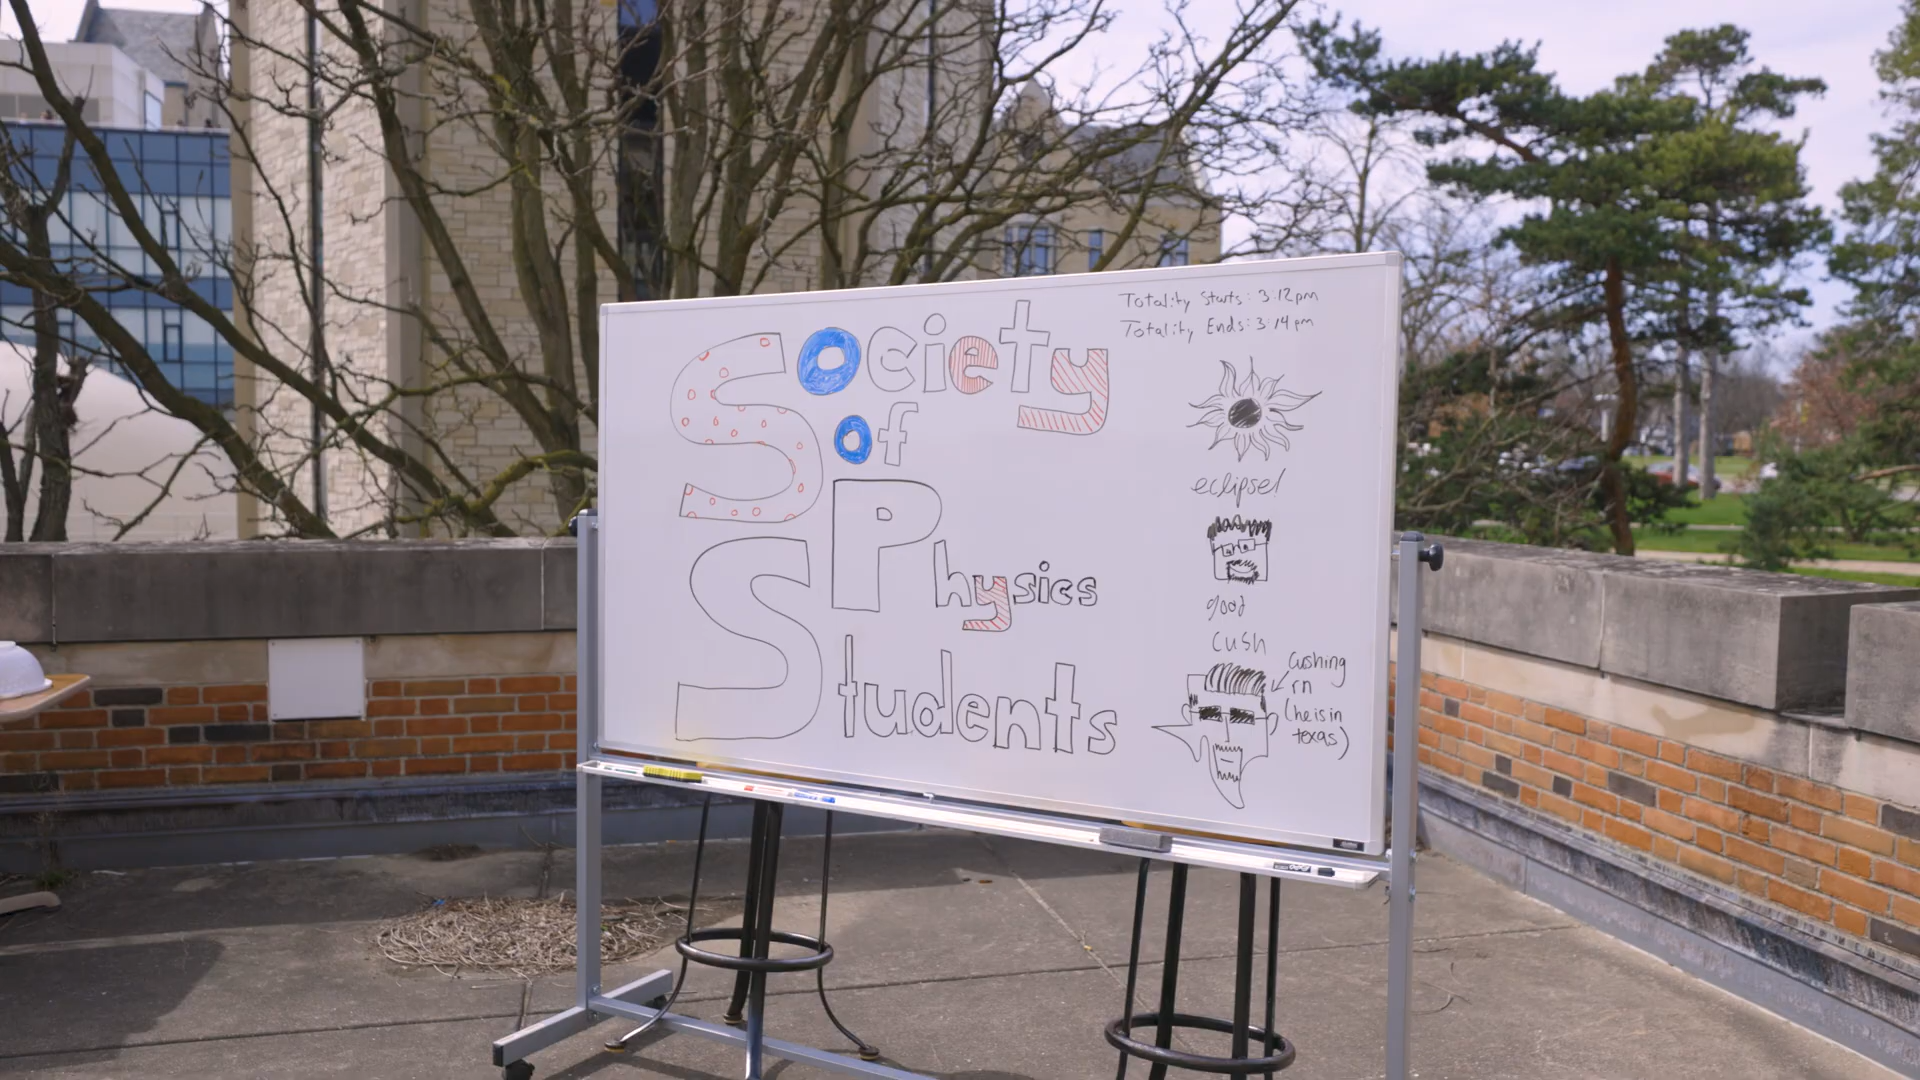 Society
of
Physics
Students
Totality Starts: 3:12pm
Totality Ends: 3:14pm
eclipse!
good
cush
cushing
rn
(he is in
texas)